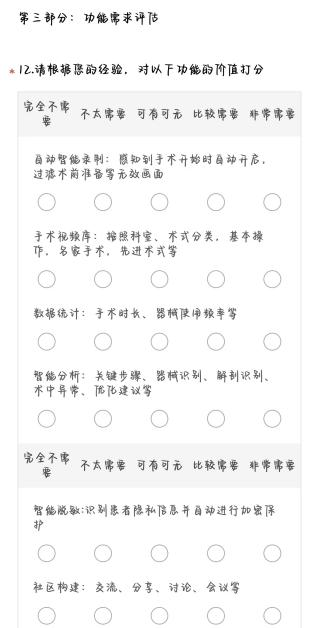 第三部分：功能需求评估
*12.请根据您的经验，对以下功能的价值打分
完全不需要 不太需要 可有可无 比较需要 非常需要
自动智能录制：感知到手术开始时自动开启，
过滤术前准备等无效画面
手术视频库：按照科室、术式分类，基本操
作，名家手术，先进术式等
数据统计：手术时长、器械使用频率等
智能分析：关键步骤、器械识别、解剖识别、
术中异常、优化建议等
完全不需要 不太需要 可有可无 比较需要 非常需要
智能脱敏:识别患者隐私信息并自动进行加密保
护
社区构建：交流、分享、讨论、会议等